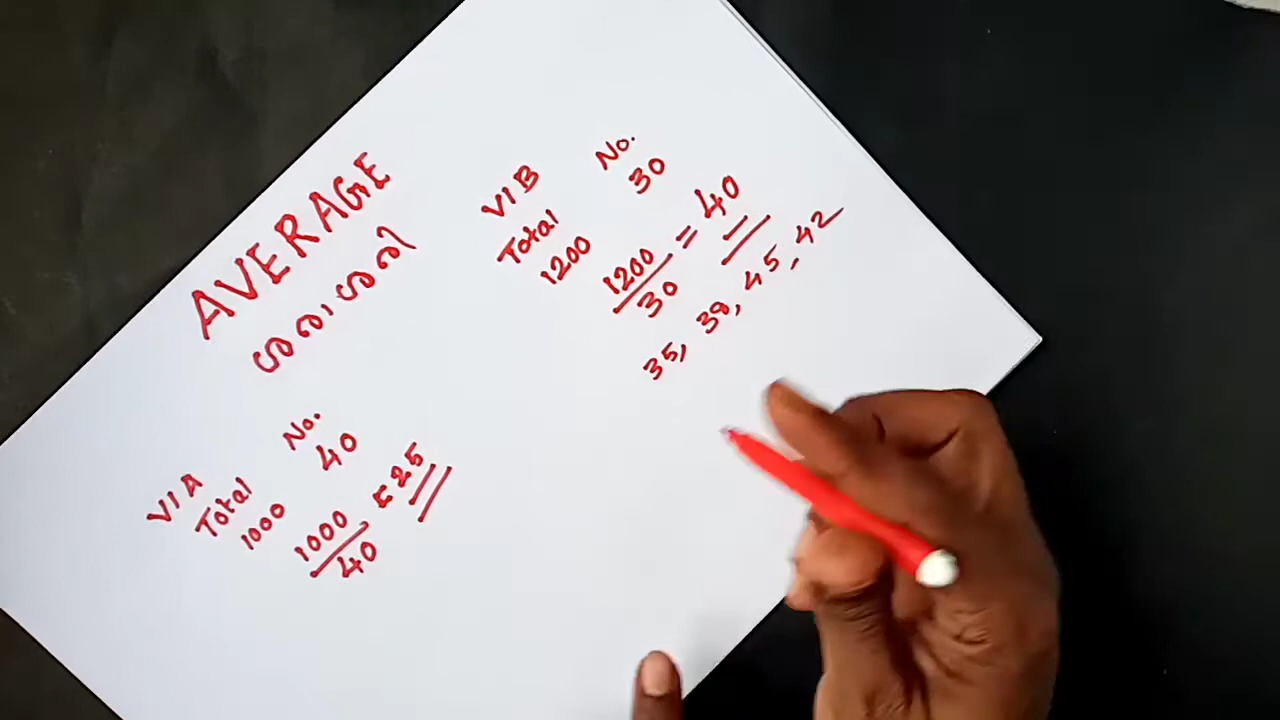 AVERAGE
ശരാശരി
VI A
Total No.
1000 40
1000/40 = 25
VI B
Total No.
1200 30
1200/30 = 40
35, 38, 45, 42